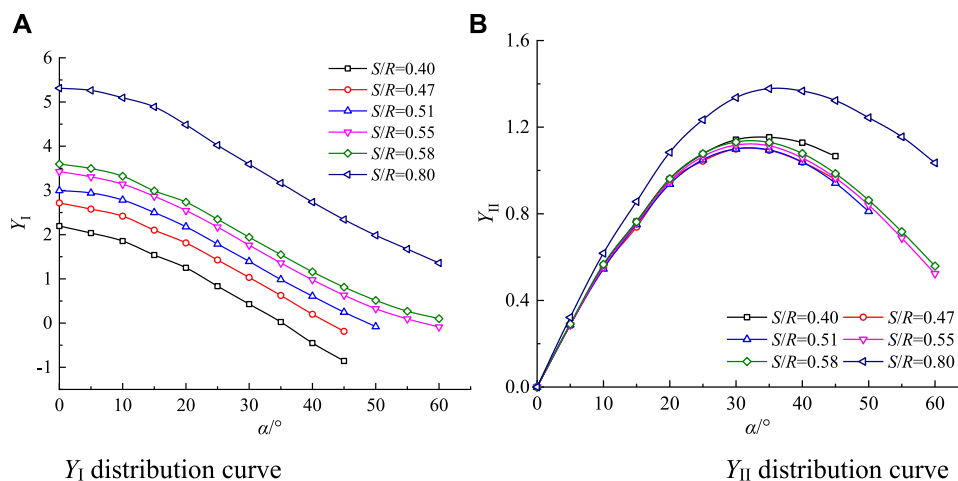 A
6
5
4
3
2
1
0
-1
Y_I
0 10 20 30 40 50 60
α/°
S/R=0.40
S/R=0.47
S/R=0.51
S/R=0.55
S/R=0.58
S/R=0.80
Y_I distribution curve
B
1.6
1.2
0.8
0.4
0.0
Y_II
0 10 20 30 40 50 60
α/°
S/R=0.40 S/R=0.47
S/R=0.51 S/R=0.55
S/R=0.58 S/R=0.80
Y_II distribution curve